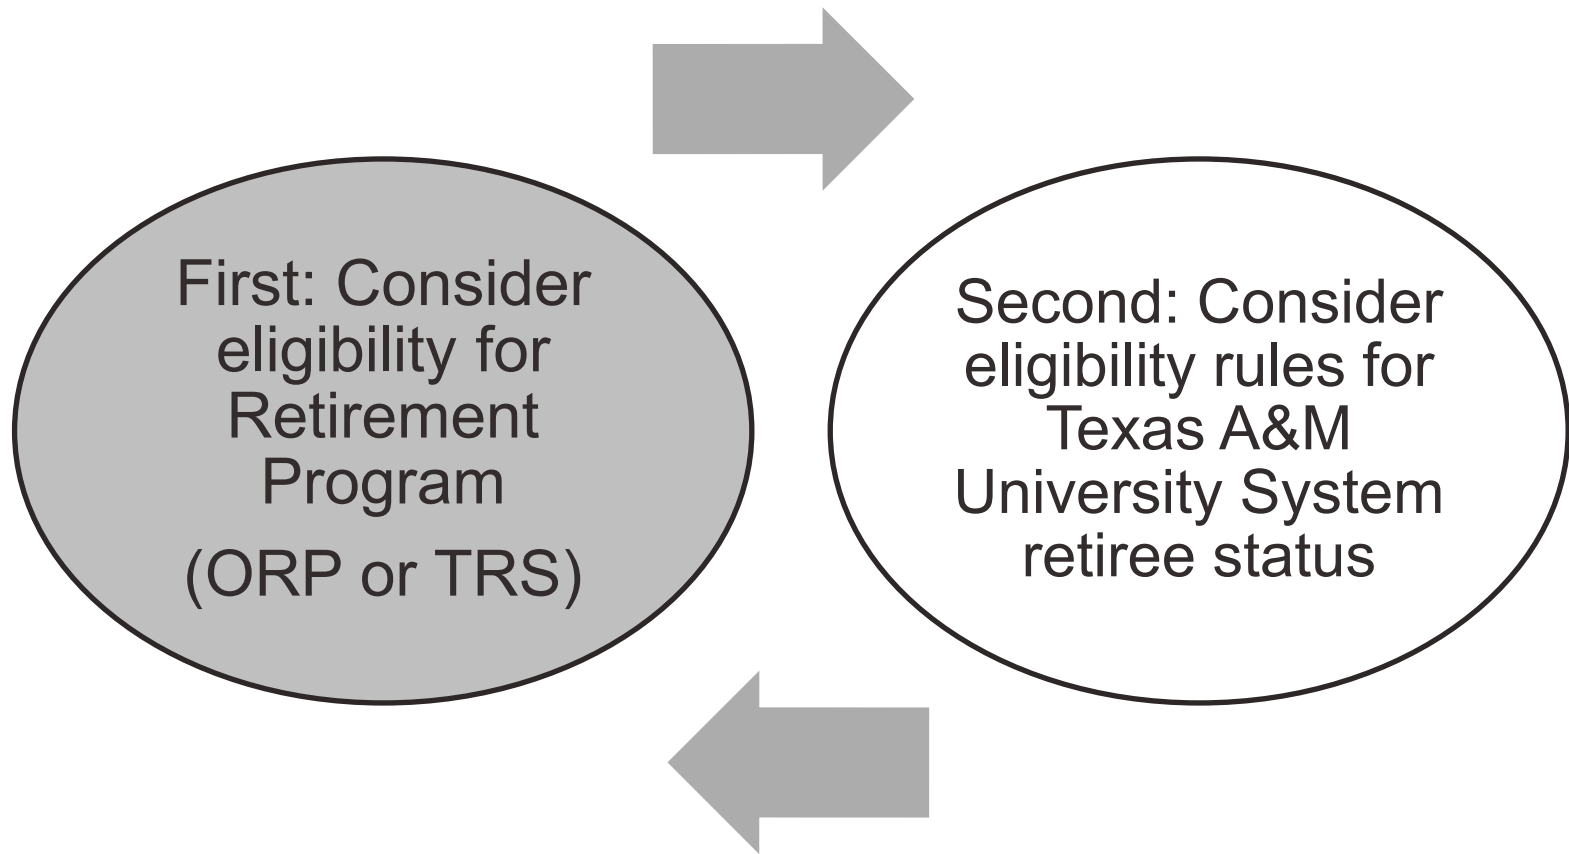 First: Consider
eligibility for
Retirement
Program
(ORP or TRS)
Second: Consider
eligibility rules for
Texas A&M
University System
retiree status